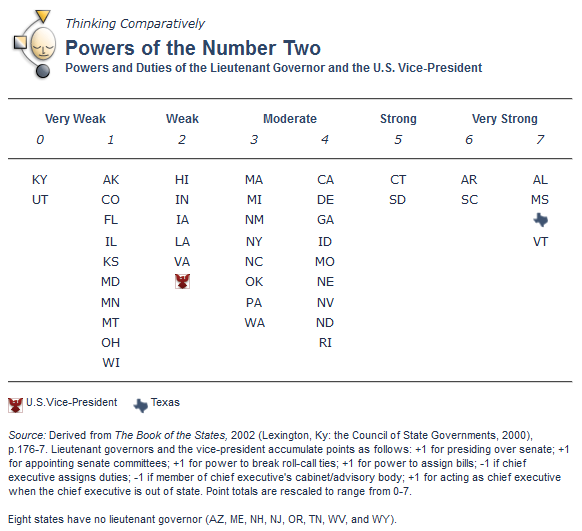 Thinking Comparatively
Powers of the Number Two
Powers and Duties of the Lieutenant Governor and the U.S. Vice-President
Very Weak Weak Moderate Strong Very Strong
0 1 2 3 4 5 6 7
KY AK HI MA CA CT AR AL
UT CO IN MI DE SD SC MS
FL IA NM GA
IL LA NY ID VT
KS VA NC MO
MD OK NE
MN PA NV
MT WA ND
OH RI
WI
U.S.Vice-President Texas
Source: Derived from The Book of the States, 2002 (Lexington, Ky: the Council of State Governments, 2000),
p.176-7. Lieutenant governors and the vice-president accumulate points as follows: +1 for presiding over senate; +1
for appointing senate committees; +1 for power to break roll-call ties; +1 for power to assign bills; -1 if chief
executive assigns duties; -1 if member of chief executive's cabinet/advisory body; +1 for acting as chief executive
when the chief executive is out of state. Point totals are rescaled to range from 0-7.
Eight states have no lieutenant governor (AZ, ME, NH, NJ, OR, TN, WV, and WY).